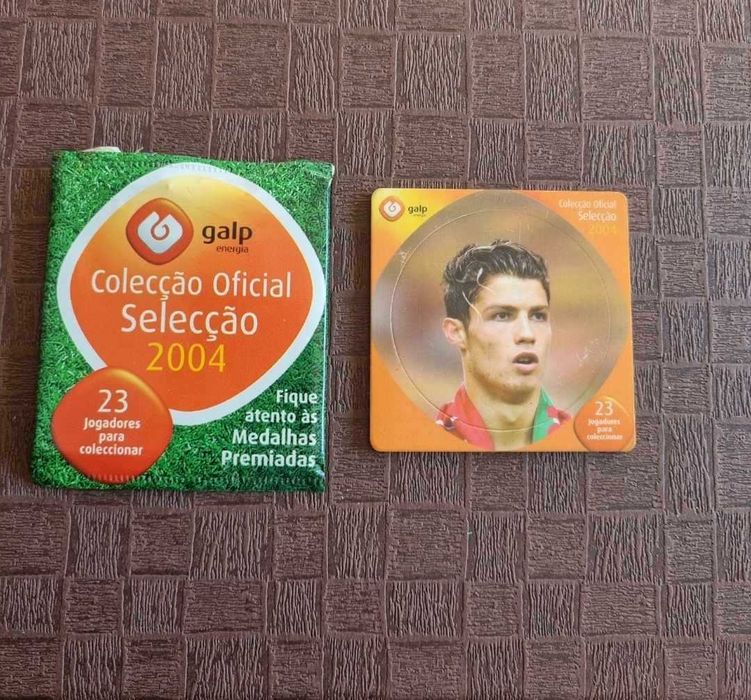 galp
energia
Colecção Oficial
Selecção
2004
23
Jogadores
para
coleccionar
Fique
atento às
Medalhas
Premiadas
galp
energia
Colecção Oficial
Selecção
2004
23
Jogadores
para
coleccionar